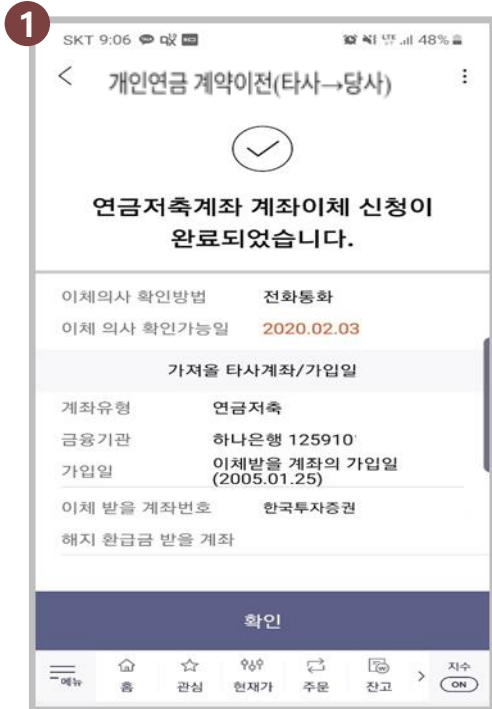 1
SKT 9:06 48%
개인연금 계약이전(타사→당사)
연금저축계좌 계좌이체 신청이
완료되었습니다.
이체의사 확인방법 전화통화
이체 의사 확인가능일 2020.02.03
가져올 타사계좌/가입일
계좌유형 연금저축
금융기관 하나은행 125910
가입일 이체받을 계좌의 가입일
(2005.01.25)
이체 받을 계좌번호 한국투자증권
해지 환급금 받을 계좌
확인
메뉴 홈 관심 현재가 주문 잔고 > 지수
ON